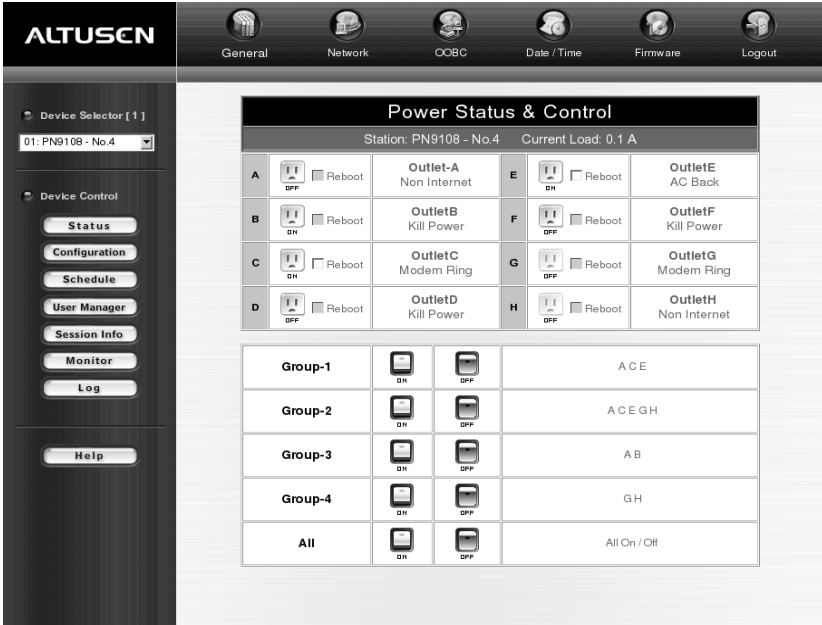 ALTUSEN
General Network OOBC Date / Time Firmware Logout
Device Selector [ 1 ]
01: PN9108 - No.4
Device Control
Status
Configuration
Schedule
User Manager
Session Info
Monitor
Log
Help
Power Status & Control
Station: PN9108 - No.4 Current Load: 0.1 A
A OFF Reboot Outlet-A Non Internet
E ON Reboot OutletE AC Back
B ON Reboot OutletB Kill Power
F OFF Reboot OutletF Kill Power
C ON Reboot OutletC Modem Ring
G OFF Reboot OutletG Modem Ring
D OFF Reboot OutletD Kill Power
H OFF Reboot OutletH Non Internet
Group-1 ON OFF A C E
Group-2 ON OFF A C E G H
Group-3 ON OFF A B
Group-4 ON OFF G H
All ON OFF All On / Off